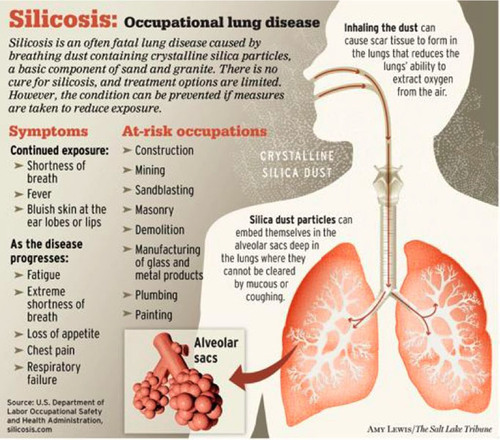 Silicosis: Occupational lung disease
Silicosis is an often fatal lung disease caused by
breathing dust containing crystalline silica particles,
a basic component of sand and granite. There is no
cure for silicosis, and treatment options are limited.
However, the condition can be prevented if measures
are taken to reduce exposure.
Symptoms
Continued exposure:
➤ Shortness of
breath
➤ Fever
➤ Bluish skin at the
ear lobes or lips
As the disease
progresses:
➤ Fatigue
➤ Extreme
shortness of
breath
➤ Loss of appetite
➤ Chest pain
➤ Respiratory
failure
At-risk occupations
➤ Construction
➤ Mining
➤ Sandblasting
➤ Masonry
➤ Demolition
➤ Manufacturing
of glass and
metal products
➤ Plumbing
➤ Painting
Inhaling the dust can
cause scar tissue to form in
the lungs that reduces the
lungs' ability to
extract oxygen
from the air.
CRYSTALLINE
SILICA DUST
Silica dust particles can
embed themselves in the
alveolar sacs deep in
the lungs where they
cannot be cleared
by mucous or
coughing.
Alveolar
sacs
Source: U.S. Department of
Labor Occupational Safety
and Health Administration,
silicosis.com
AMY LEWIS/The Salt Lake Tribune